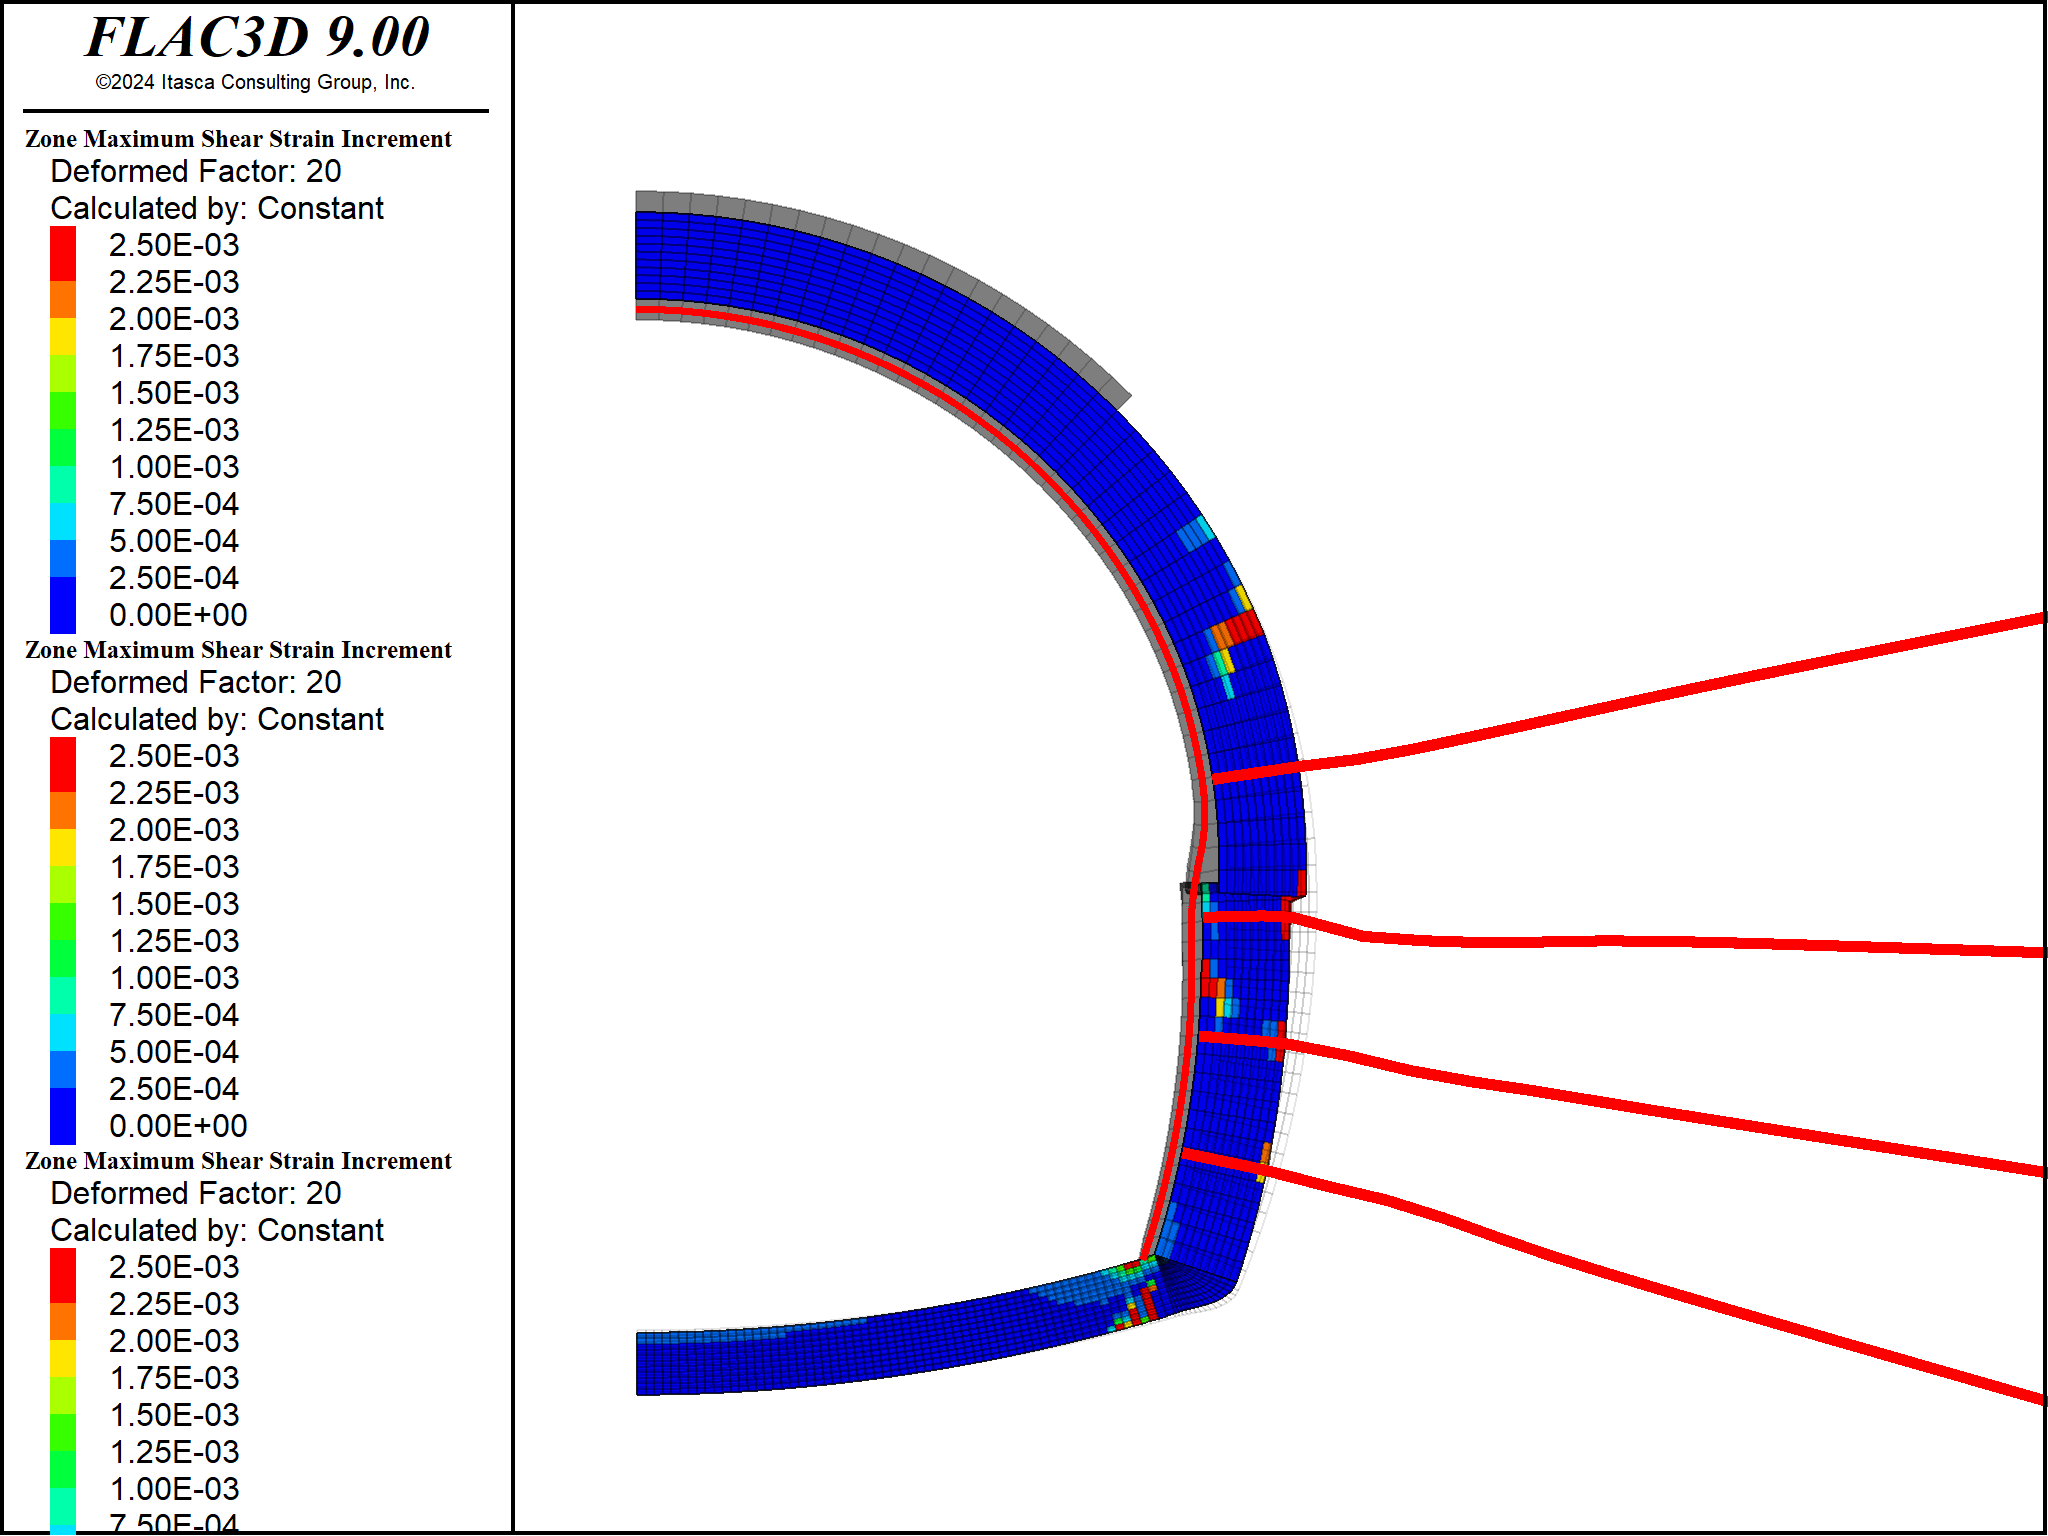 FLAC3D 9.00
©2024 Itasca Consulting Group, Inc.
Zone Maximum Shear Strain Increment
Deformed Factor: 20
Calculated by: Constant
2.50E-03
2.25E-03
2.00E-03
1.75E-03
1.50E-03
1.25E-03
1.00E-03
7.50E-04
5.00E-04
2.50E-04
0.00E+00
Zone Maximum Shear Strain Increment
Deformed Factor: 20
Calculated by: Constant
2.50E-03
2.25E-03
2.00E-03
1.75E-03
1.50E-03
1.25E-03
1.00E-03
7.50E-04
5.00E-04
2.50E-04
0.00E+00
Zone Maximum Shear Strain Increment
Deformed Factor: 20
Calculated by: Constant
2.50E-03
2.25E-03
2.00E-03
1.75E-03
1.50E-03
1.25E-03
1.00E-03
7.50E-04